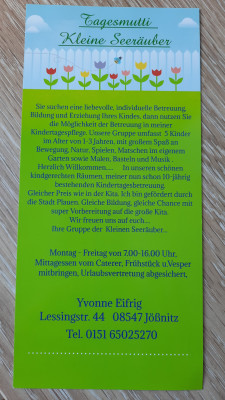 Tagesmutti
Kleine Seeräuber
Sie suchen eine liebevolle, individuelle Betreuung,
Bildung und Erziehung Ihres Kindes, dann nutzen Sie
die Möglichkeit der Betreuung in meiner
Kindertagespflege. Unsere Gruppe umfasst 5 Kinder
im Alter von 1-3 Jahren, mit großem Spaß an
Bewegung, Natur, Spielen, Matschen im eigenem
Garten sowie Malen, Basteln und Musik .
Herzlich Willkommen..... In unseren schönen
kindgerechten Räumen, meiner nun schon 10-jährig
bestehenden Kindertagesbetreuung.
Gleicher Preis wie in der Kita. Ich bin gefördert durch
die Stadt Plauen. Gleiche Bildung, gleiche Chance mit
super Vorbereitung auf die große Kita.
Wir freuen uns auf euch....
Ihre Gruppe der Kleinen Seeräuber...
Montag - Freitag von 7.00-16.00 Uhr.
Mittagessen vom Caterer, Frühstück u.Vesper
mitbringen, Urlaubsvertretung abgesichert,
Yvonne Eifrig
Lessingstr. 44 08547 Jößnitz
Tel. 0151 65025270